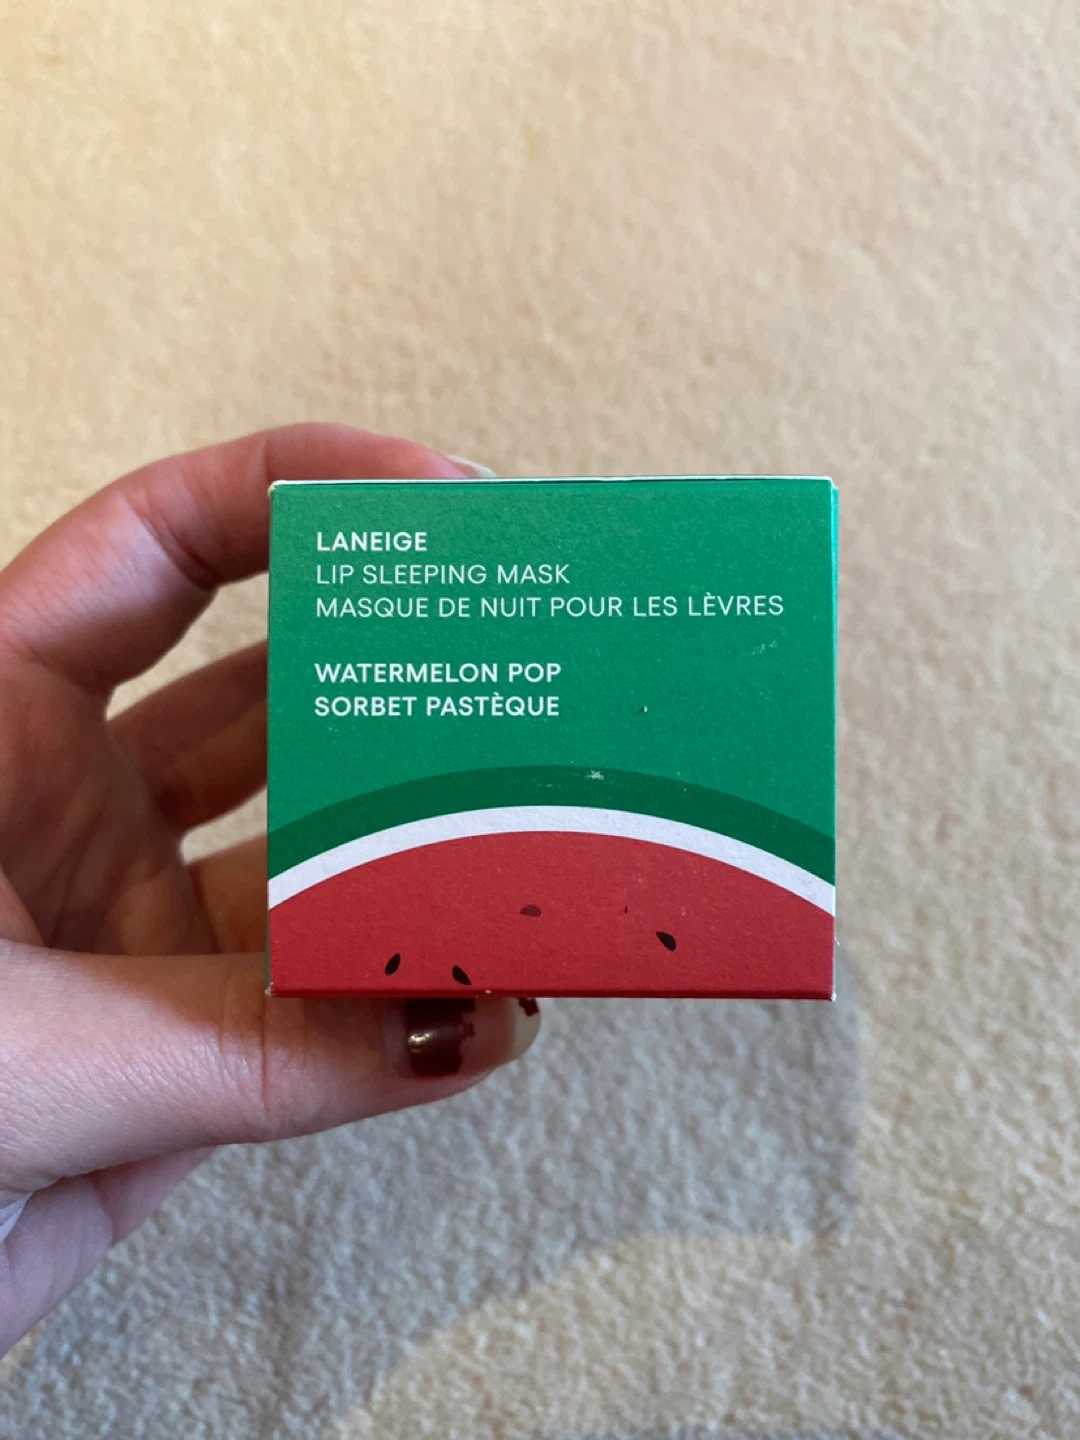 LANEIGE
LIP SLEEPING MASK
MASQUE DE NUIT POUR LES LÈVRES
WATERMELON POP
SORBET PASTÈQUE